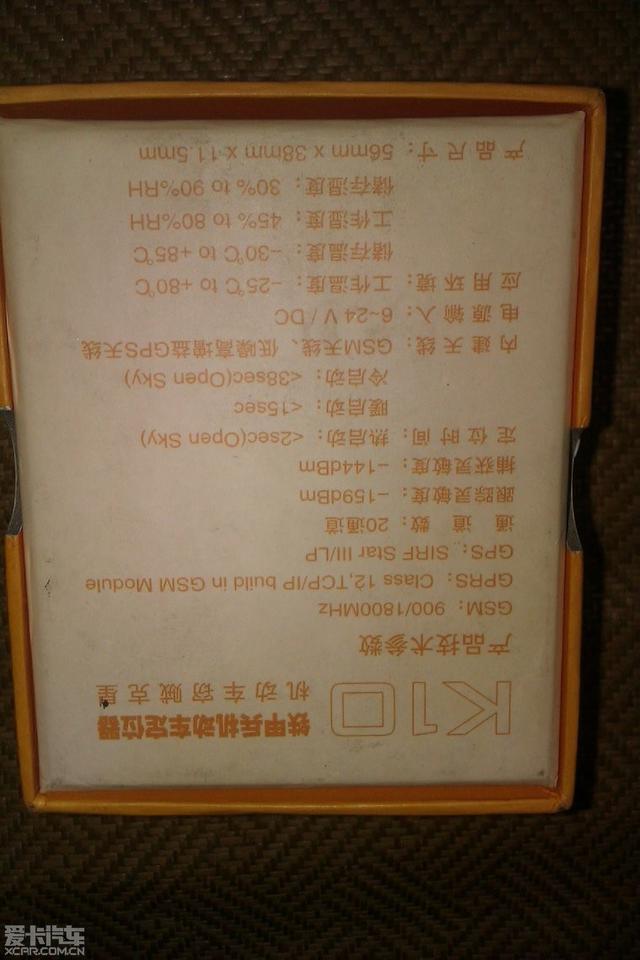 K10 铁甲兵机动车定位器
机动车窃贼克星
产品技术参数
GSM: 900/1800MHz
GPRS: Class 12,TCP/IP build in GSM Module
GPS: SIRF Star III/LP
通道数: 20通道
跟踪灵敏度: -159dBm
捕获灵敏度: -144dBm
定位时间: 热启动: <2sec(Open Sky)
暖启动: <15sec
冷启动: <38sec(Open Sky)
内建天线: GSM天线、低噪高增益GPS天线
电源输入: 6~24 V / DC
应用环境: 工作温度: -25℃ to +80℃
储存温度: -30℃ to +85℃
工作湿度: 45% to 80%RH
储存湿度: 30% to 90%RH
产品尺寸: 56mm x 38mm x 11.5mm
爱卡汽车
XCAR.COM.CN